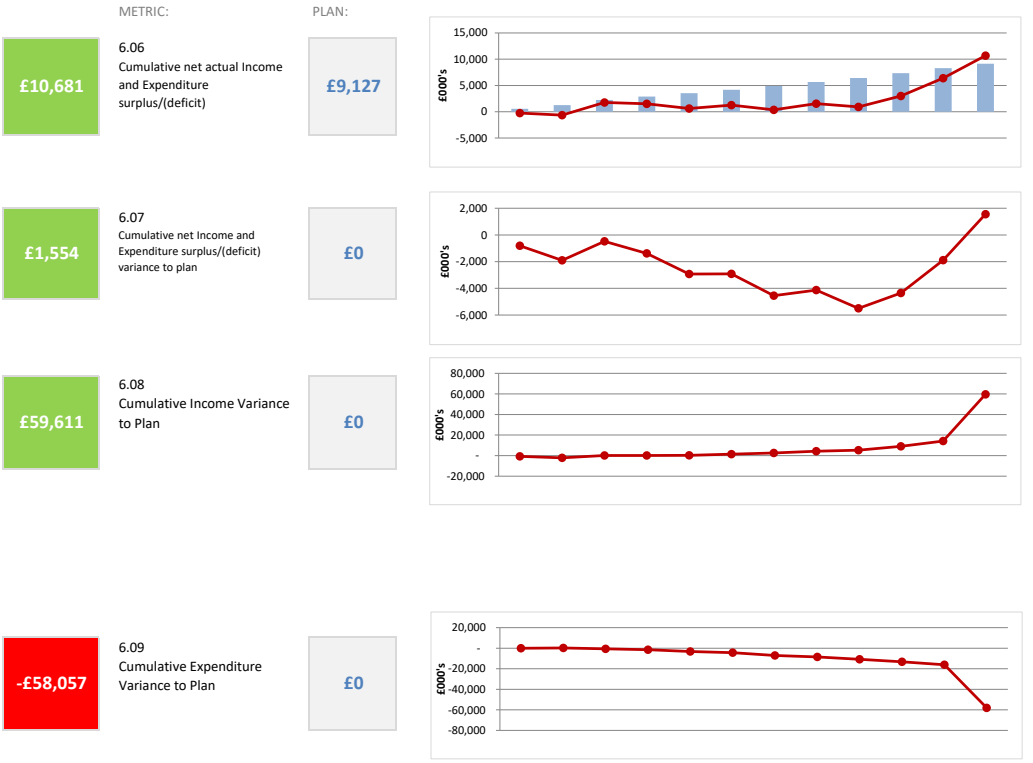 METRIC:
PLAN:
£10,681
6.06
Cumulative net actual Income
and Expenditure
surplus/(deficit)
£9,127
£000's
15,000
10,000
5,000
0
-5,000
£1,554
6.07
Cumulative net Income and
Expenditure surplus/(deficit)
variance to plan
£0
£000's
2,000
0
-2,000
-4,000
-6,000
£59,611
6.08
Cumulative Income Variance
to Plan
£0
£000's
80,000
60,000
40,000
20,000
-
-20,000
-£58,057
6.09
Cumulative Expenditure
Variance to Plan
£0
£000's
20,000
-
-20,000
-40,000
-60,000
-80,000